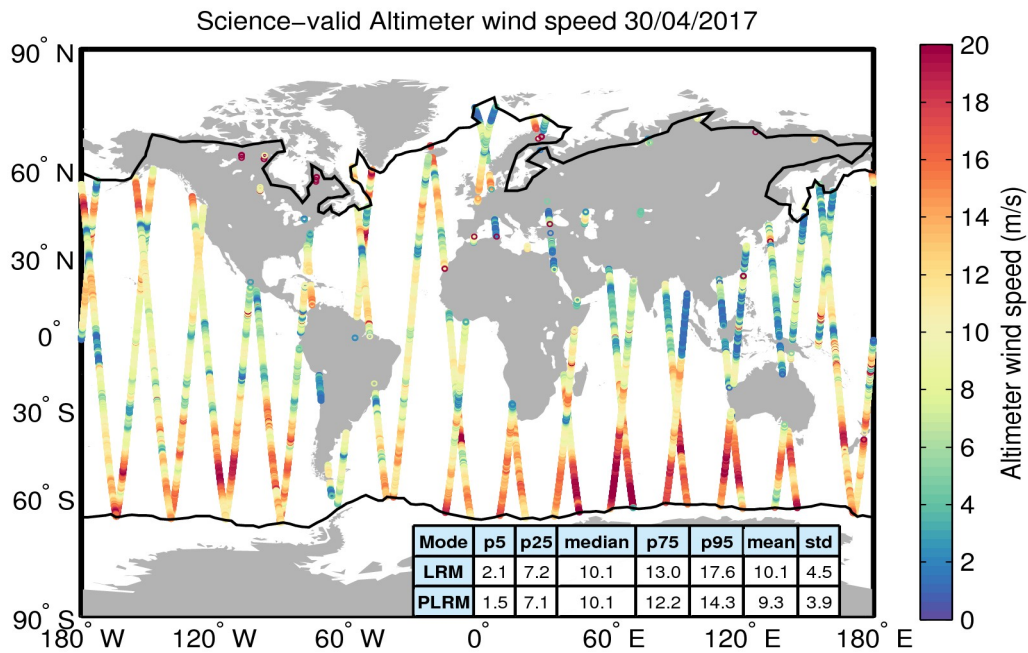 Science−valid Altimeter wind speed 30/04/2017
90° N
60° N
30° N
0°
30° S
60° S
90° S
180° W
120° W
60° W
0°
60° E
120° E
180° E
Mode p5 p25 median p75 p95 mean std
LRM 2.1 7.2 10.1 13.0 17.6 10.1 4.5
PLRM 1.5 7.1 10.1 12.2 14.3 9.3 3.9
20
18
16
14
12
10
8
6
4
2
0
Altimeter wind speed (m/s)